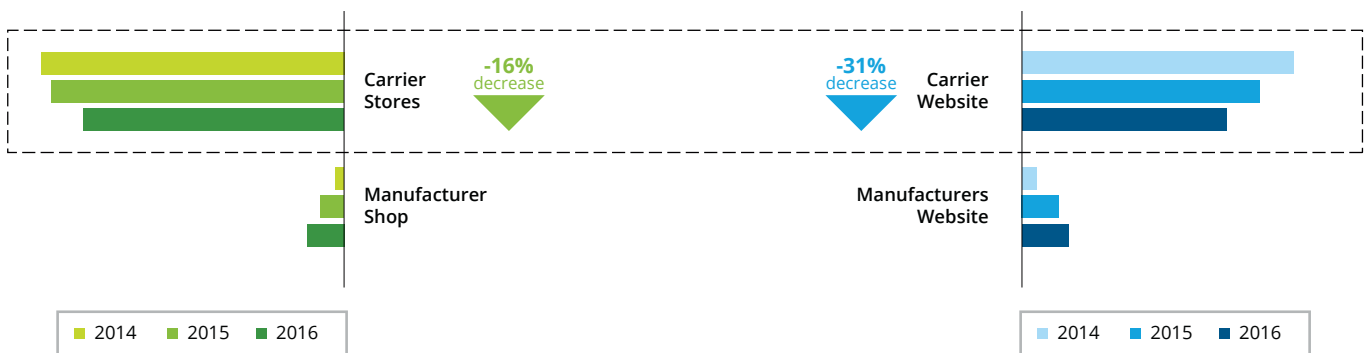 Carrier
Stores
-16%
decrease
-31%
decrease
Carrier
Website
Manufacturer
Shop
Manufacturers
Website
2014 2015 2016
2014 2015 2016